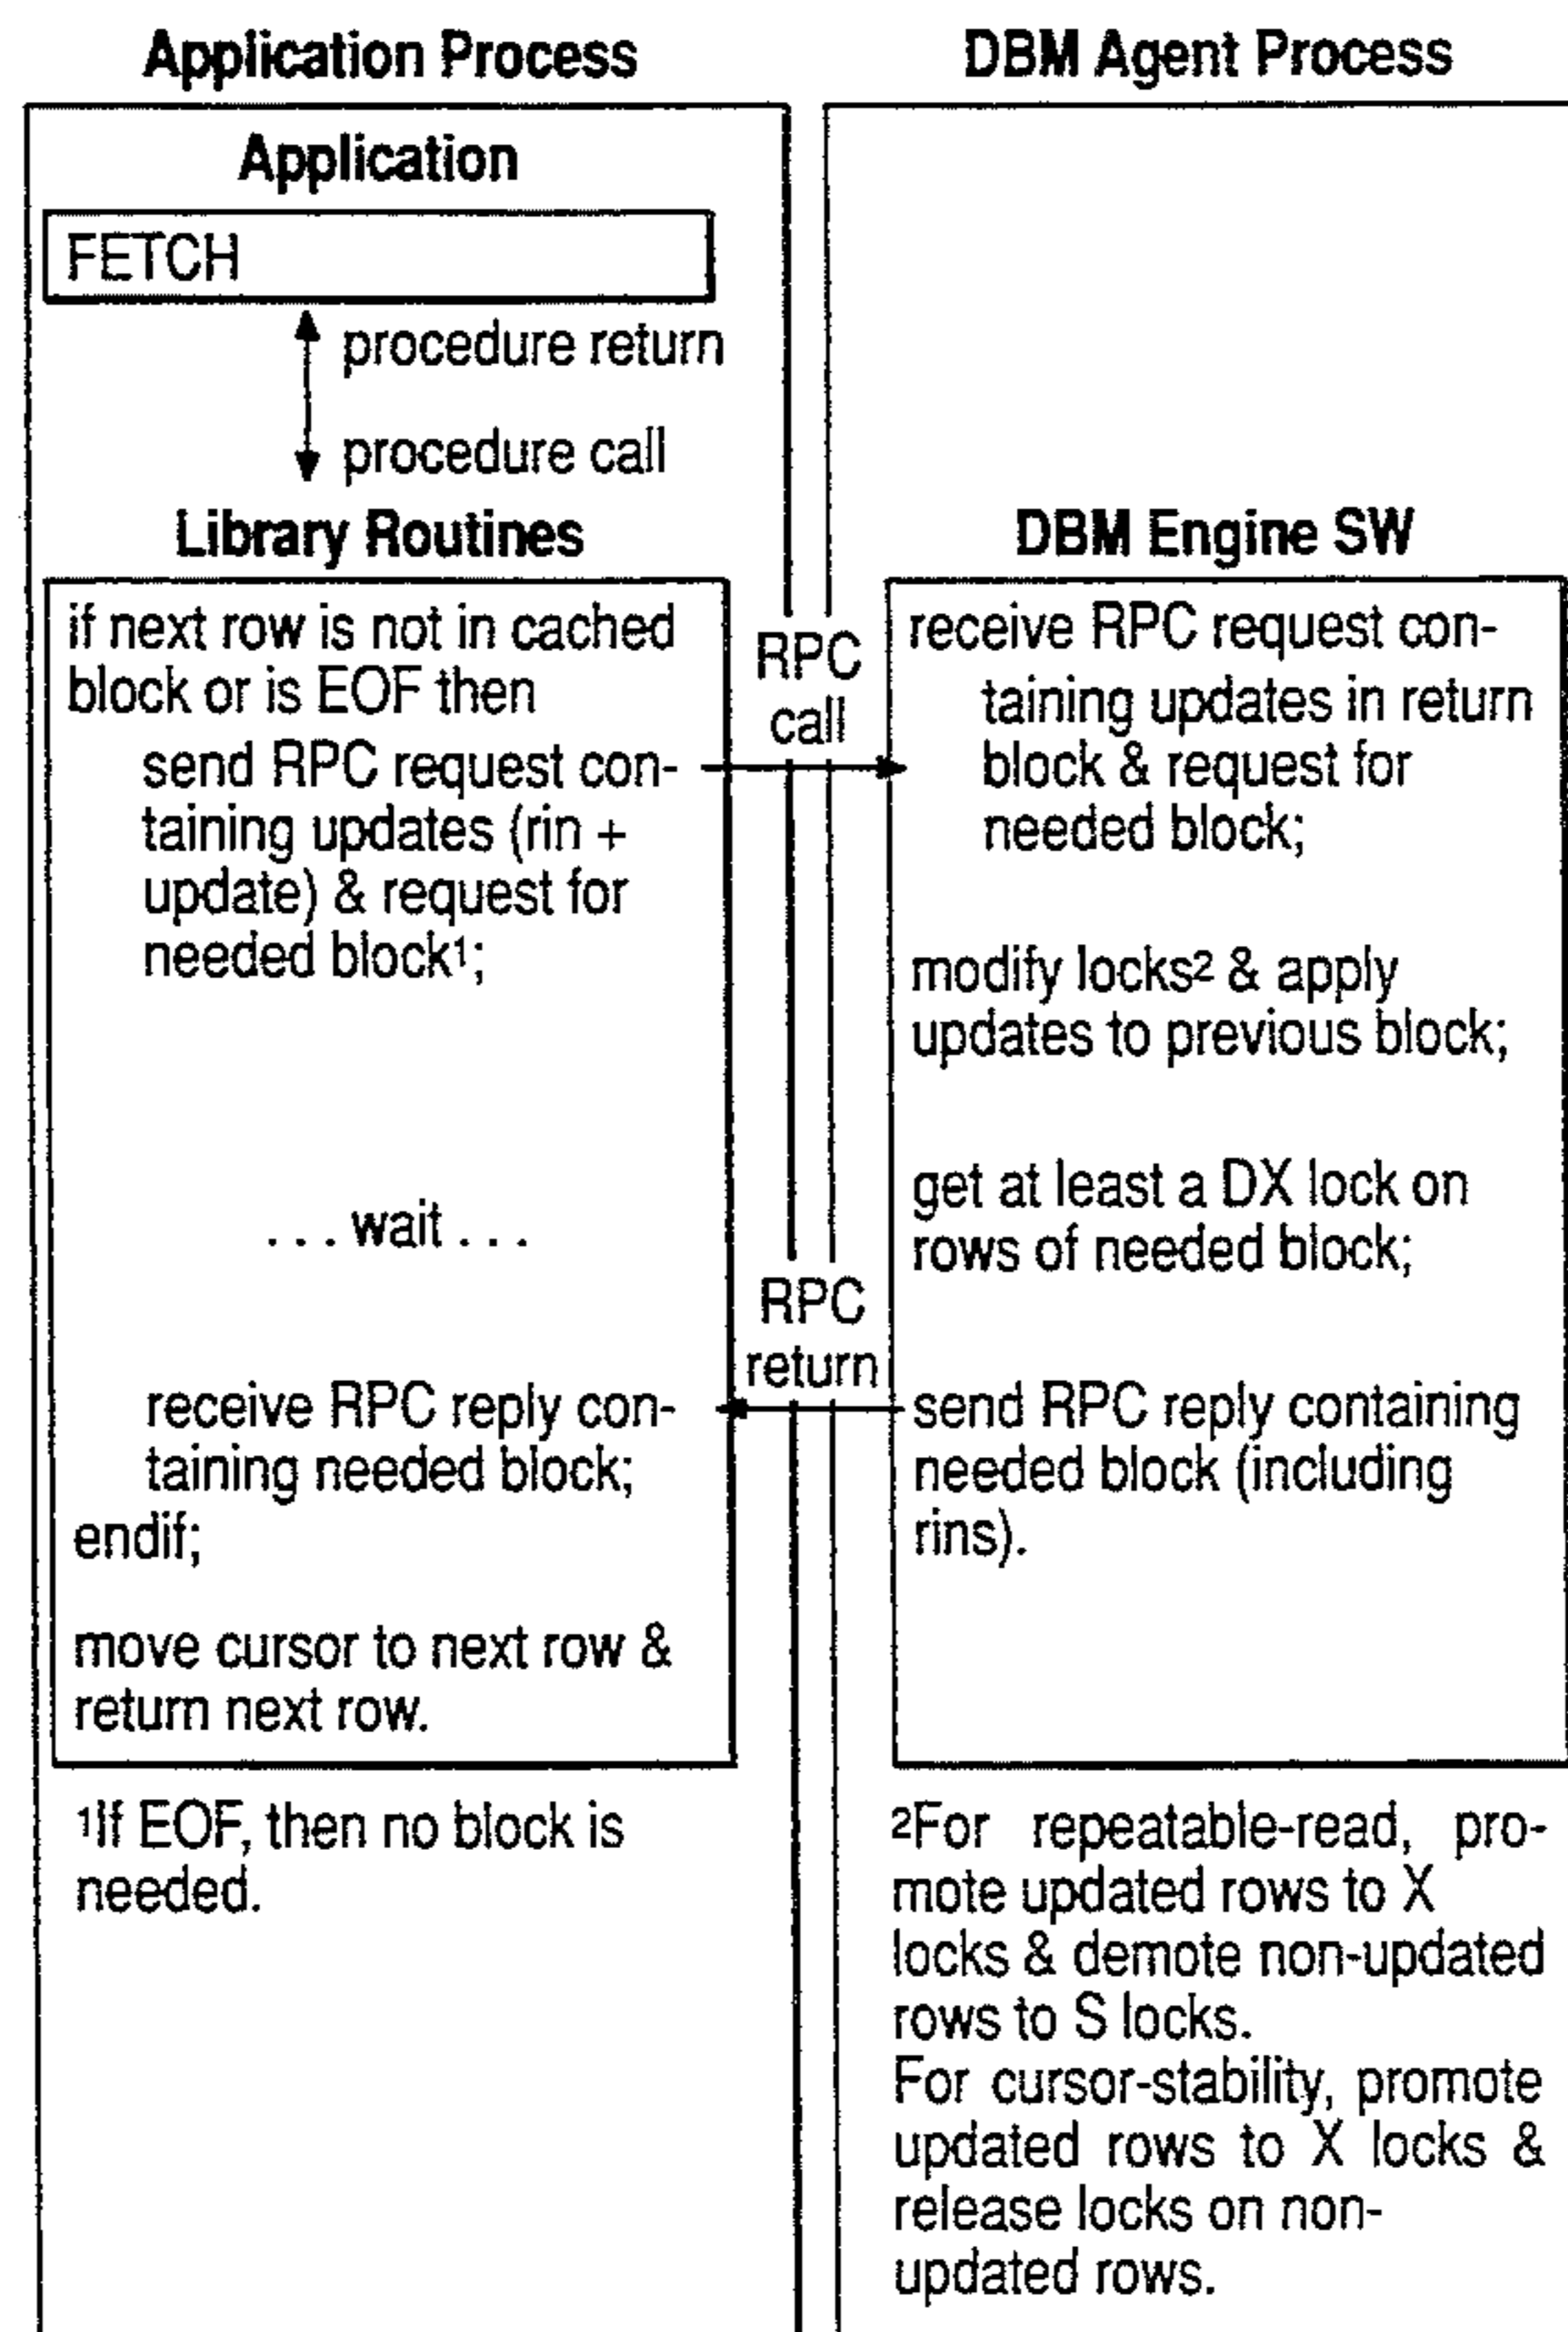 Application Process
Application
FETCH
procedure return
procedure call
Library Routines
if next row is not in cached
block or is EOF then
send RPC request con-
taining updates (rin +
update) & request for
needed block¹;
. . . wait . . .
receive RPC reply con-
taining needed block;
endif;
move cursor to next row &
return next row.
¹If EOF, then no block is
needed.
RPC
call
RPC
return
DBM Agent Process
DBM Engine SW
receive RPC request con-
taining updates in return
block & request for
needed block;
modify locks² & apply
updates to previous block;
get at least a DX lock on
rows of needed block;
send RPC reply containing
needed block (including
rins).
²For repeatable-read, pro-
mote updated rows to X
locks & demote non-updated
rows to S locks.
For cursor-stability, promote
updated rows to X locks &
release locks on non-
updated rows.